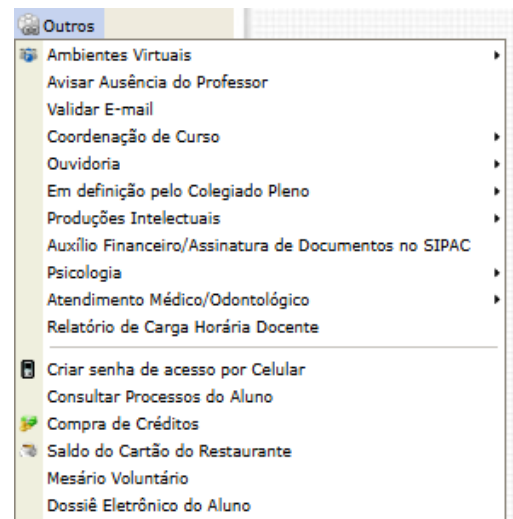 Outros
Ambientes Virtuais
Avisar Ausência do Professor
Validar E-mail
Coordenação de Curso
Ouvidoria
Em definição pelo Colegiado Pleno
Produções Intelectuais
Auxílio Financeiro/Assinatura de Documentos no SIPAC
Psicologia
Atendimento Médico/Odontológico
Relatório de Carga Horária Docente
Criar senha de acesso por Celular
Consultar Processos do Aluno
Compra de Créditos
Saldo do Cartão do Restaurante
Mesário Voluntário
Dossiê Eletrônico do Aluno